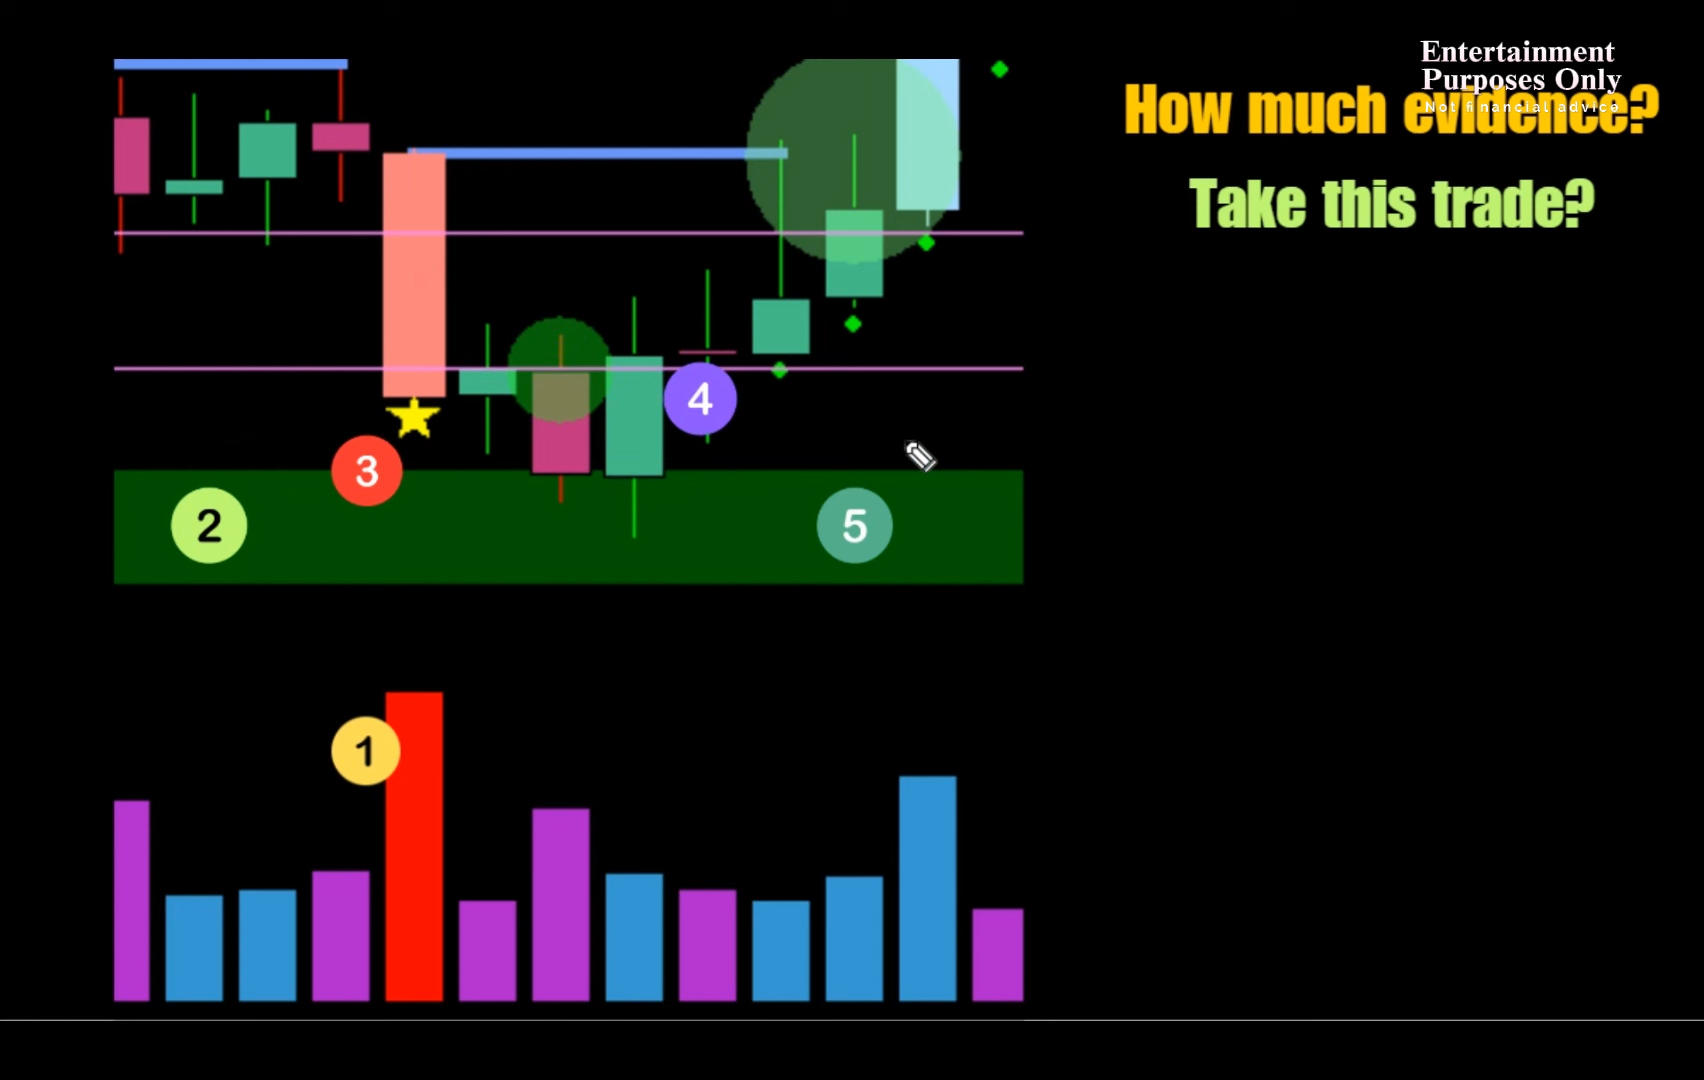 Entertainment
Purposes Only
Not financial advice
How much evidence?
Take this trade?
4
3
2
5
1